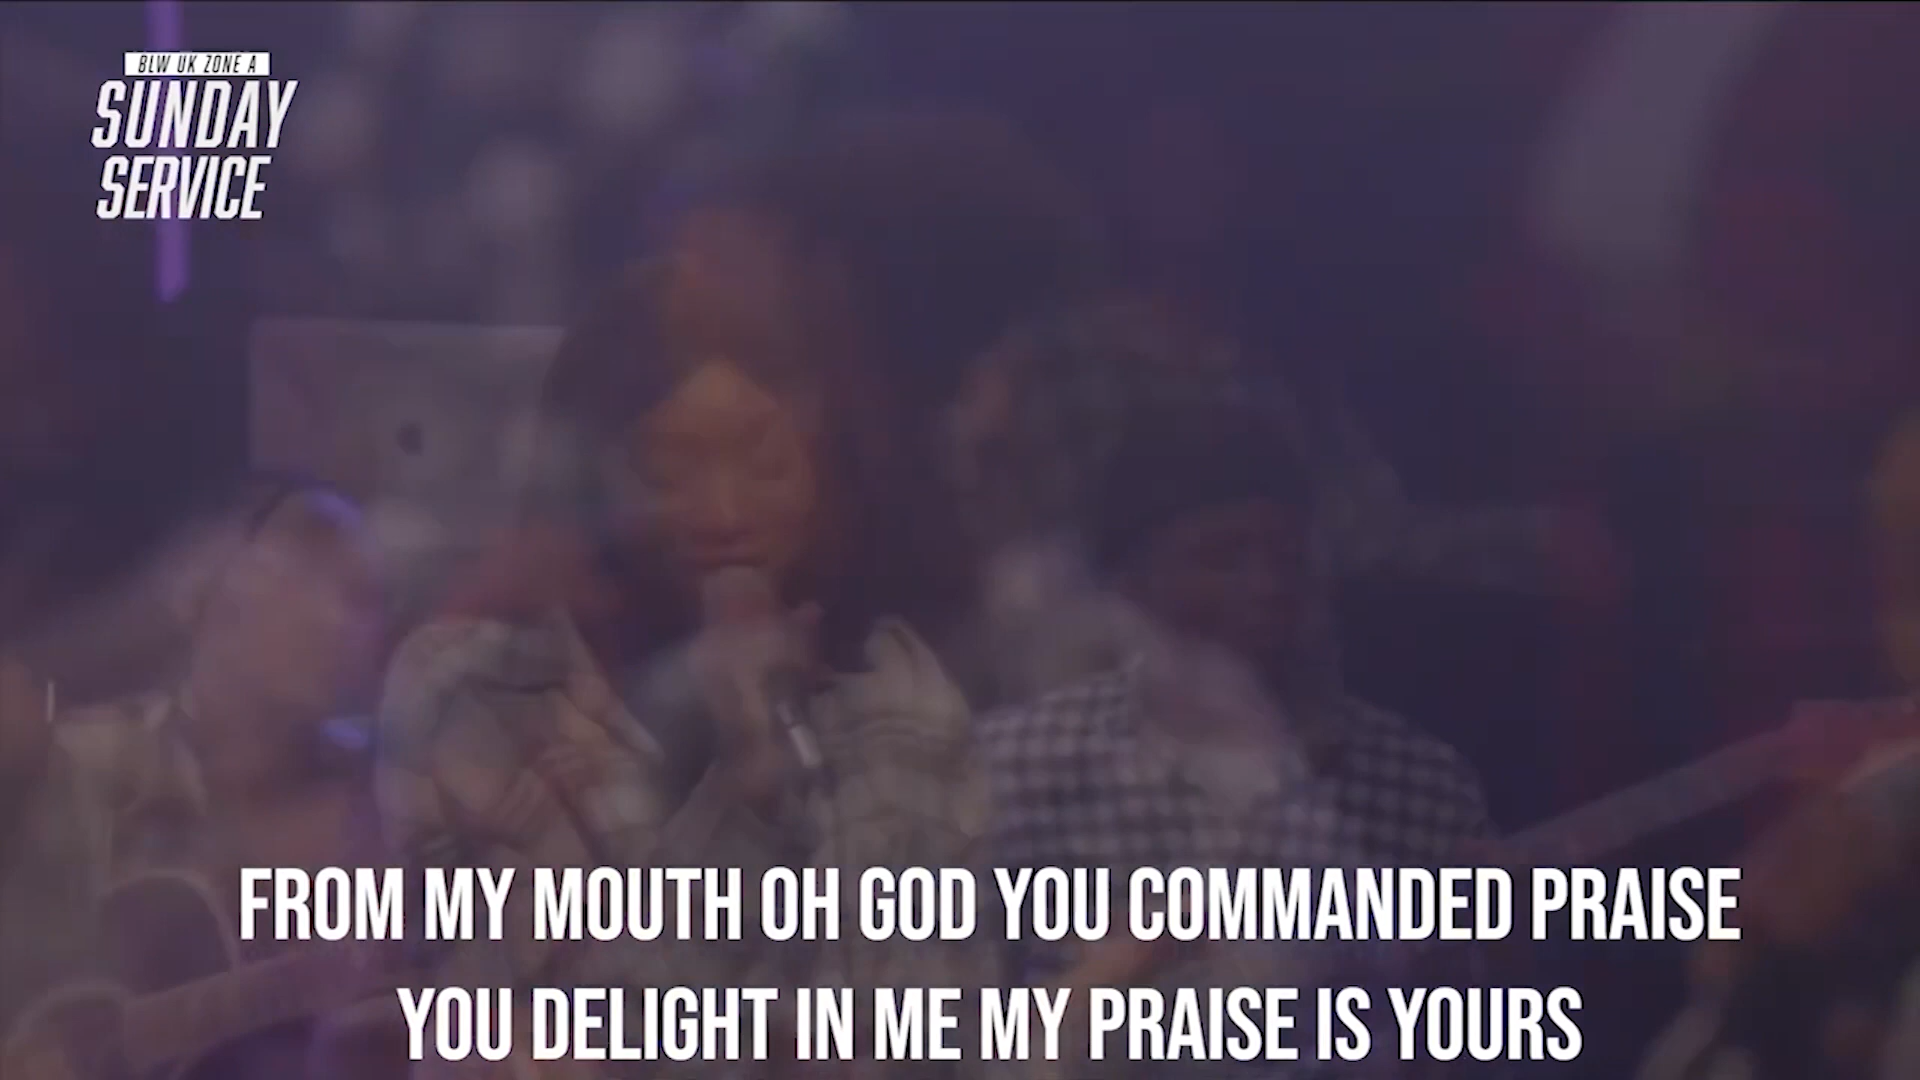 BLW UK ZONE A
SUNDAY
SERVICE
FROM MY MOUTH OH GOD YOU COMMANDED PRAISE
YOU DELIGHT IN ME MY PRAISE IS YOURS